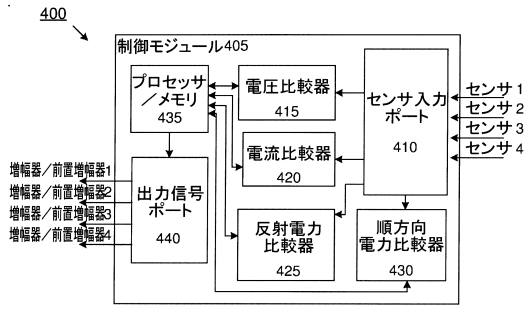 400
制御モジュール405
プロセッサ
／メモリ
435
電圧比較器
415
センサ入力
ポート
410
センサ1
センサ2
センサ3
センサ4
電流比較器
420
増幅器／前置増幅器1
増幅器／前置増幅器2
増幅器／前置増幅器3
増幅器／前置増幅器4
出力信号
ポート
440
反射電力
比較器
425
順方向
電力比較器
430